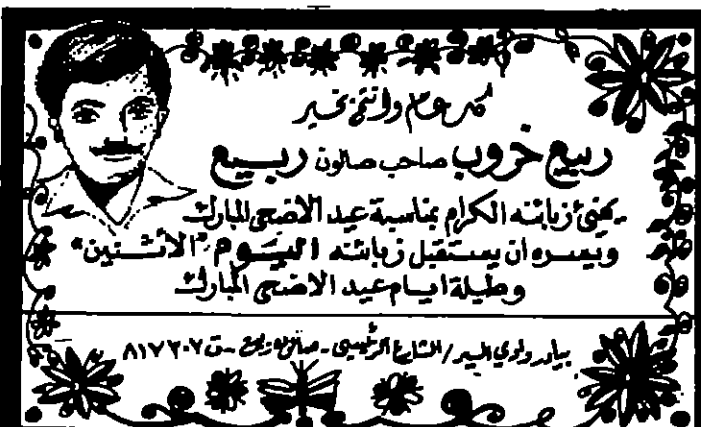 كل عام وانتم بخير
ربيع خروب صاحب صالون ربيع
يهنئ زبائنه الكرام بمناسبة عيد الاضحى المبارك
ويسره ان يستقبل زبائنه اليوم "الاثنين"
وطيلة ايام عيد الاضحى المبارك
بيادر وادي السير / الشارع الرئيسي - صالون ربيع - ت ٨١٧٢٠٧